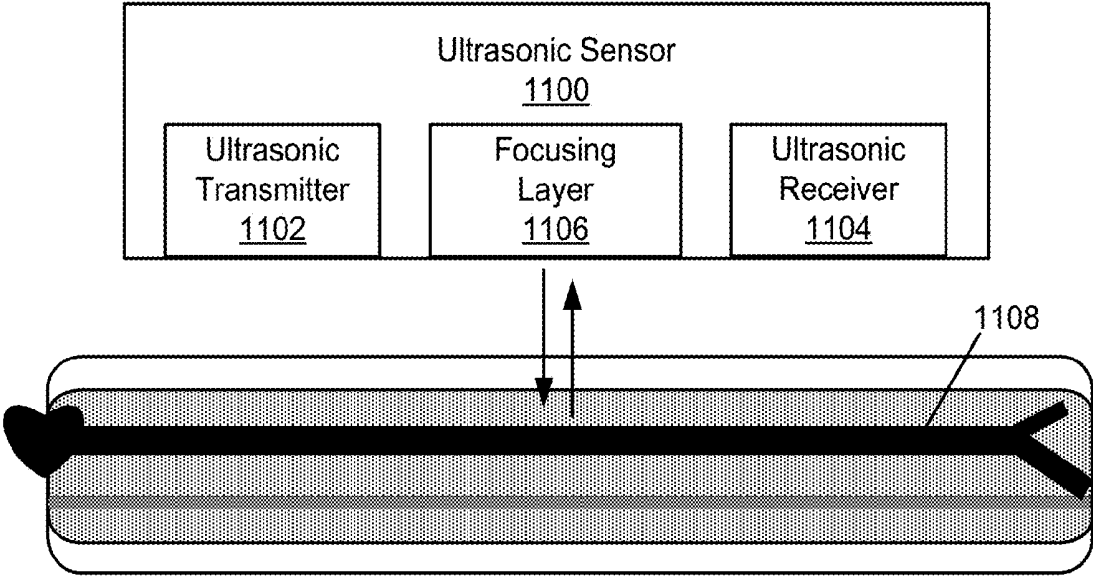 Ultrasonic Sensor
1100
Ultrasonic
Transmitter
1102
Focusing
Layer
1106
Ultrasonic
Receiver
1104
1108